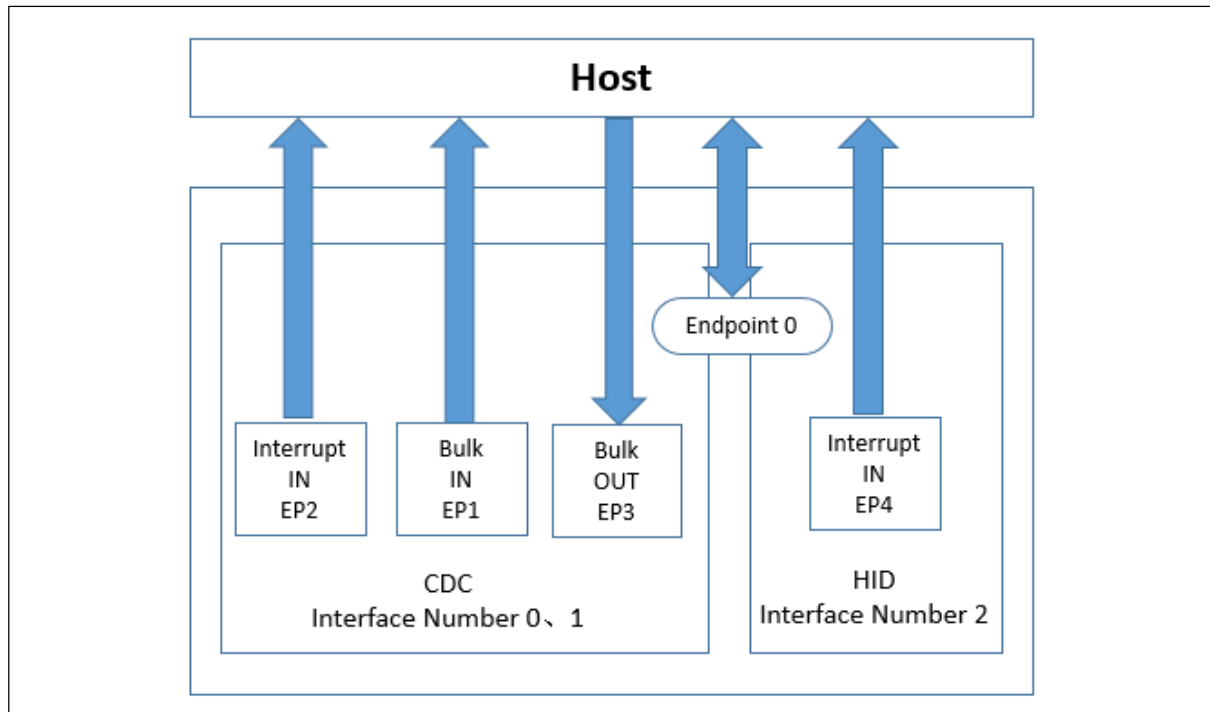 Host
Endpoint 0
Interrupt
IN
EP2
Bulk
IN
EP1
Bulk
OUT
EP3
Interrupt
IN
EP4
CDC
Interface Number 0、1
HID
Interface Number 2